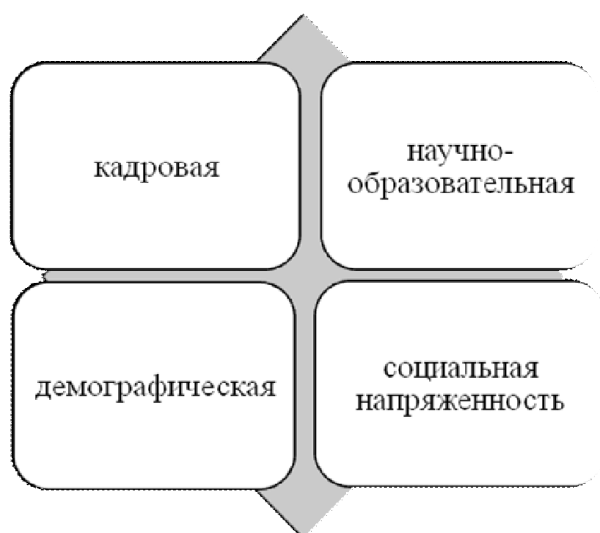 кадровая
научно-
образовательная
демографическая
социальная
напряженность